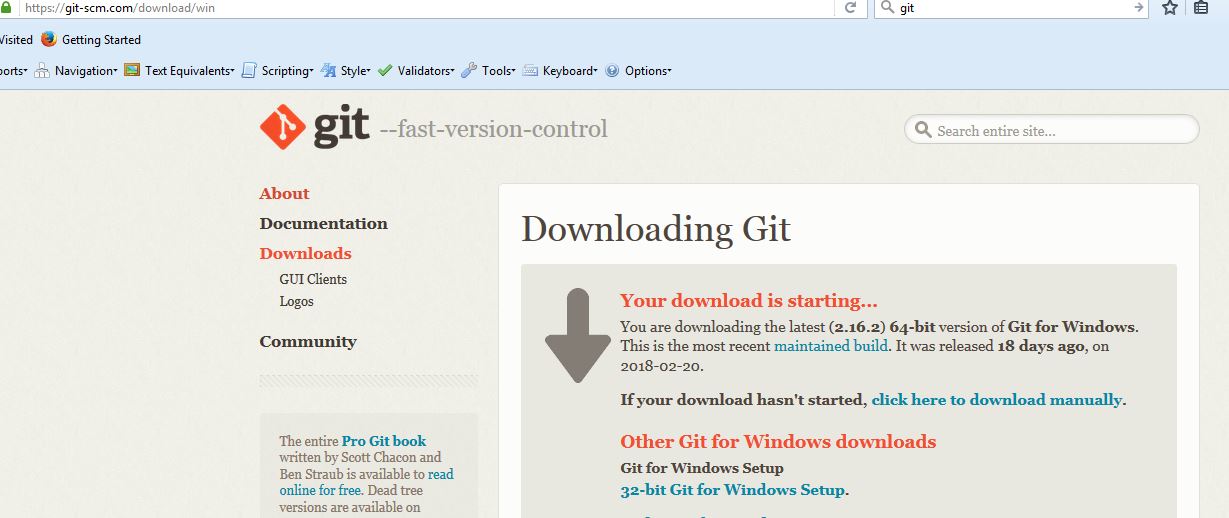 https://git-scm.com/download/win
git
Visited Getting Started
Navigation Text Equivalents Scripting Style Validators Tools Keyboard Options
git --fast-version-control
Search entire site...
About
Documentation
Downloads
GUI Clients
Logos
Community
The entire Pro Git book
written by Scott Chacon and
Ben Straub is available to read
online for free. Dead tree
versions are available on
Downloading Git
Your download is starting...
You are downloading the latest (2.16.2) 64-bit version of Git for Windows.
This is the most recent maintained build. It was released 18 days ago, on
2018-02-20.
If your download hasn't started, click here to download manually.
Other Git for Windows downloads
Git for Windows Setup
32-bit Git for Windows Setup.